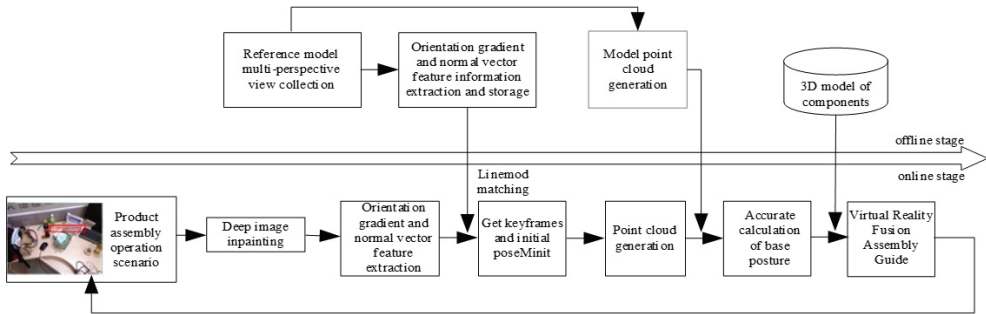 Reference model
multi-perspective
view collection
Orientation gradient
and normal vector
feature information
extraction and storage
Model point
cloud
generation
3D model of
components
offline stage
online stage
Linemod
matching
Product
assembly
operation
scenario
Deep image
inpainting
Orientation
gradient and
normal vector
feature
extraction
Get keyframes
and initial
poseMinit
Point cloud
generation
Accurate
calculation
of base
posture
Virtual Reality
Fusion
Assembly
Guide